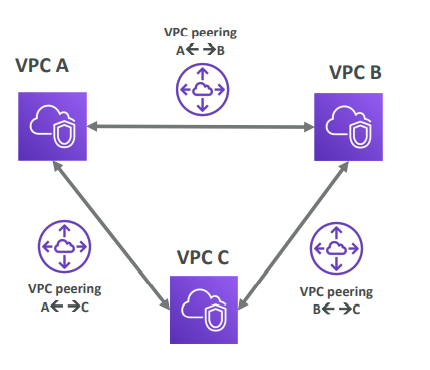 VPC peering
A← →B
VPC A
VPC B
VPC C
VPC peering
A← →C
VPC peering
B← →C